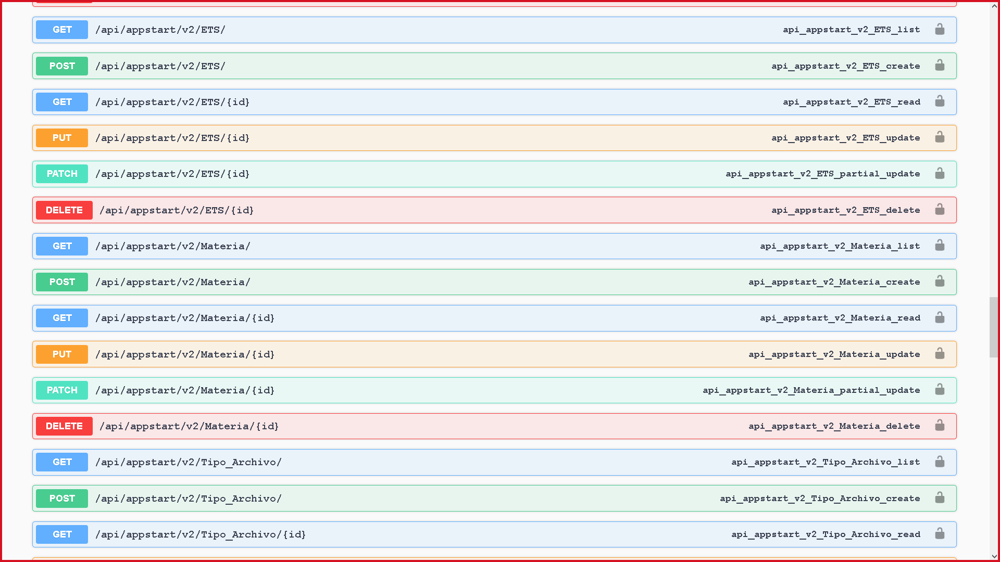 GET /api/appstart/v2/ETS/ api_appstart_v2_ETS_list
POST /api/appstart/v2/ETS/ api_appstart_v2_ETS_create
GET /api/appstart/v2/ETS/{id} api_appstart_v2_ETS_read
PUT /api/appstart/v2/ETS/{id} api_appstart_v2_ETS_update
PATCH /api/appstart/v2/ETS/{id} api_appstart_v2_ETS_partial_update
DELETE /api/appstart/v2/ETS/{id} api_appstart_v2_ETS_delete
GET /api/appstart/v2/Materia/ api_appstart_v2_Materia_list
POST /api/appstart/v2/Materia/ api_appstart_v2_Materia_create
GET /api/appstart/v2/Materia/{id} api_appstart_v2_Materia_read
PUT /api/appstart/v2/Materia/{id} api_appstart_v2_Materia_update
PATCH /api/appstart/v2/Materia/{id} api_appstart_v2_Materia_partial_update
DELETE /api/appstart/v2/Materia/{id} api_appstart_v2_Materia_delete
GET /api/appstart/v2/Tipo_Archivo/ api_appstart_v2_Tipo_Archivo_list
POST /api/appstart/v2/Tipo_Archivo/ api_appstart_v2_Tipo_Archivo_create
GET /api/appstart/v2/Tipo_Archivo/{id} api_appstart_v2_Tipo_Archivo_read